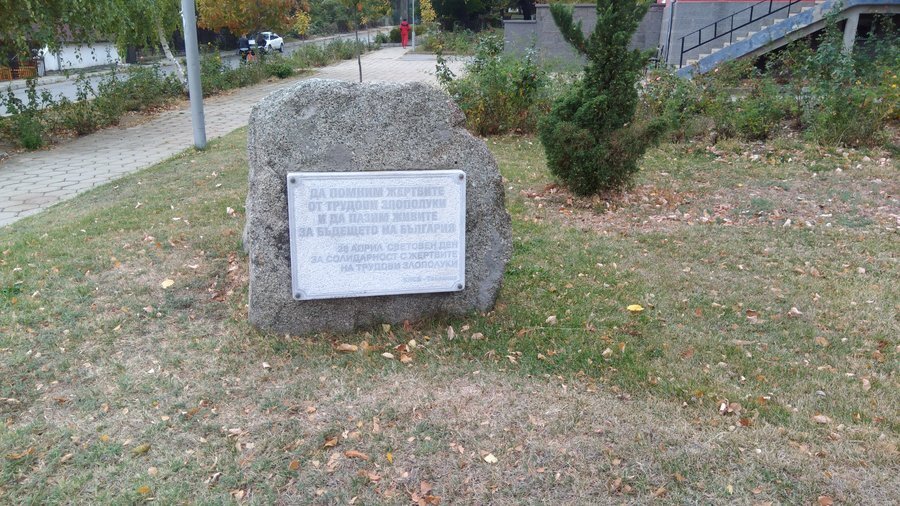 ДА ПОМНИМ ЖЕРТВИТЕ
ОТ ТРУДОВИ ЗЛОПОЛУКИ
И ДА ПАЗИМ ЖИВИТЕ
ЗА БЪДЕЩЕТО НА БЪЛГАРИЯ
28 АПРИЛ СВЕТОВЕН ДЕН
ЗА СОЛИДАРНОСТ С ЖЕРТВИТЕ
НА ТРУДОВИ ЗЛОПОЛУКИ